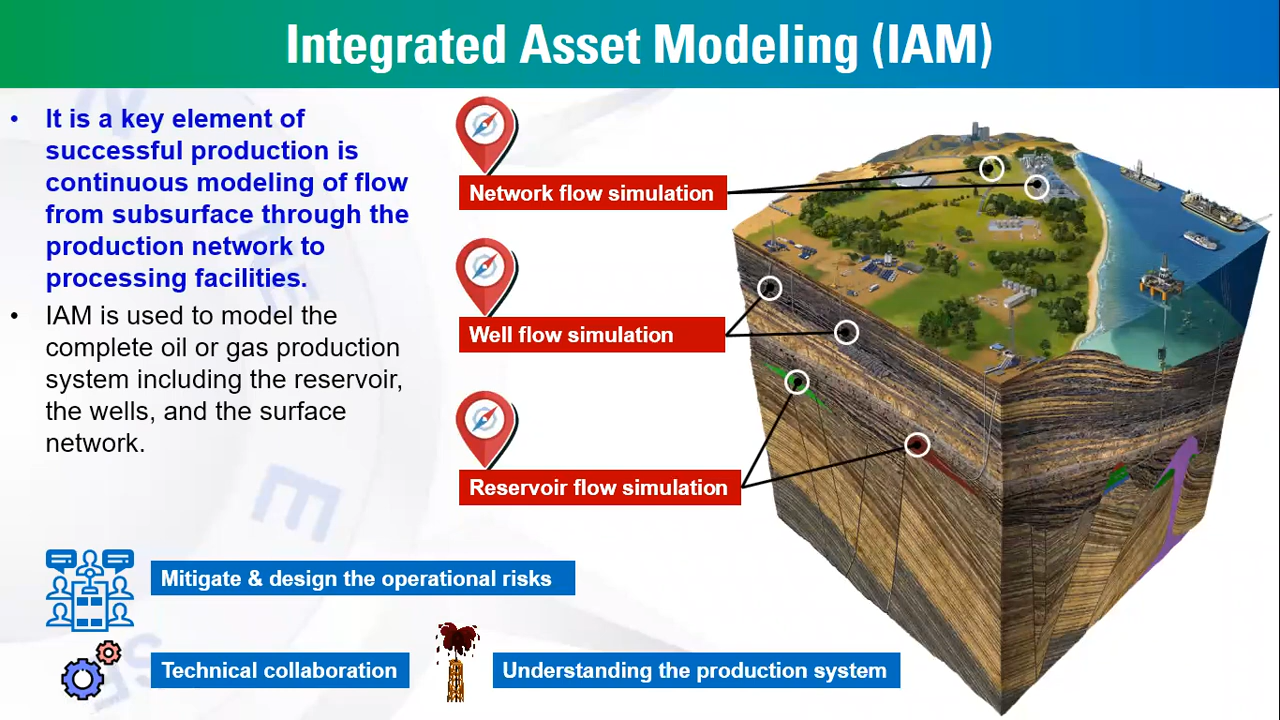 Integrated Asset Modeling (IAM)
• It is a key element of
successful production is
continuous modeling of flow
from subsurface through the
production network to
processing facilities.
• IAM is used to model the
complete oil or gas production
system including the reservoir,
the wells, and the surface
network.
Network flow simulation
Well flow simulation
Reservoir flow simulation
Mitigate & design the operational risks
Technical collaboration
Understanding the production system
N
E
S